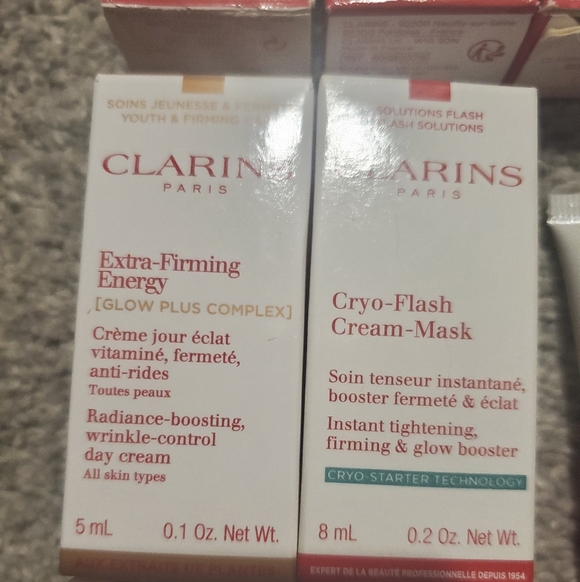 SOINS JEUNESSE &
YOUTH & FIRMING
CLARINS
PARIS
Extra-Firming
Energy
[GLOW PLUS COMPLEX]
Crème jour éclat
vitaminé, fermeté,
anti-rides
Toutes peaux
Radiance-boosting,
wrinkle-control
day cream
All skin types
5 mL 0.1 Oz. Net Wt.
SOLUTIONS FLASH
FLASH SOLUTIONS
CLARINS
PARIS
Cryo-Flash
Cream-Mask
Soin tenseur instantané,
booster fermeté & éclat
Instant tightening,
firming & glow booster
CRYO-STARTER TECHNOLOGY
8 mL 0.2 Oz. Net Wt.
EXPERT DE LA BEAUTÉ PROFESSIONNELLE DEPUIS 1954